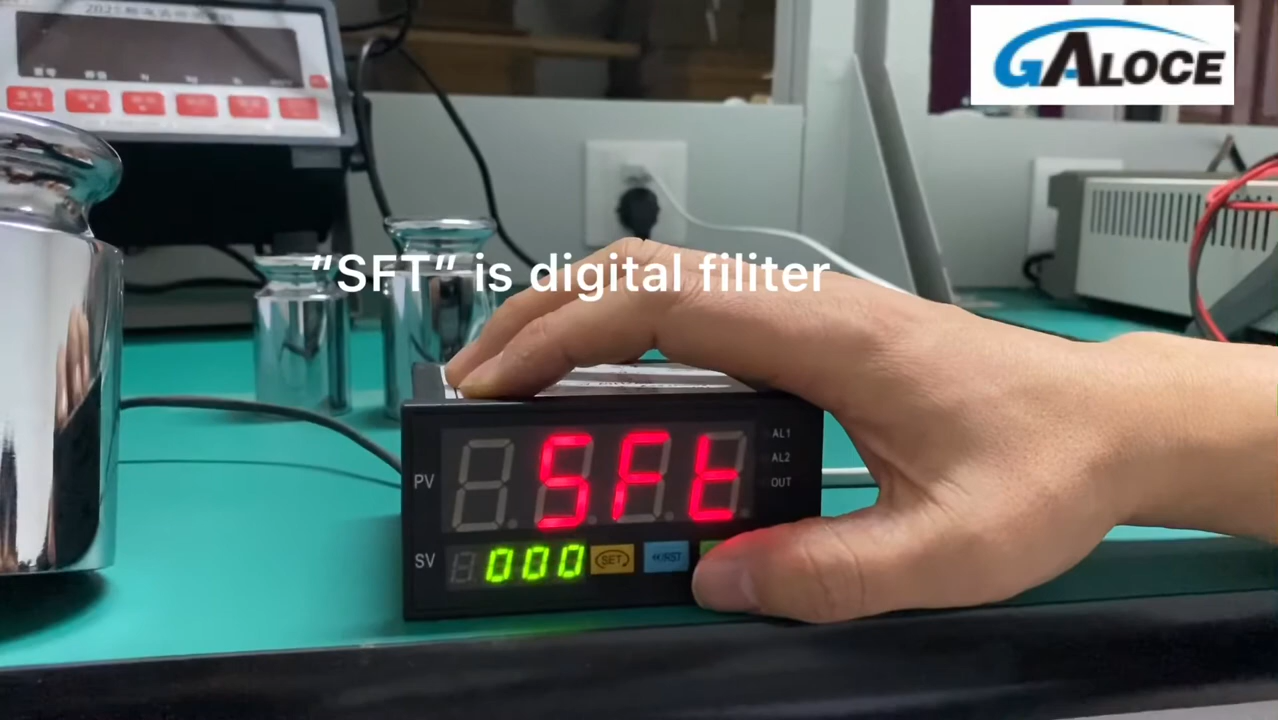 GALOCE
"SFT" is digital filiter
SFt
PV
AL1
AL2
OUT
SV
000
SET
≪/RST